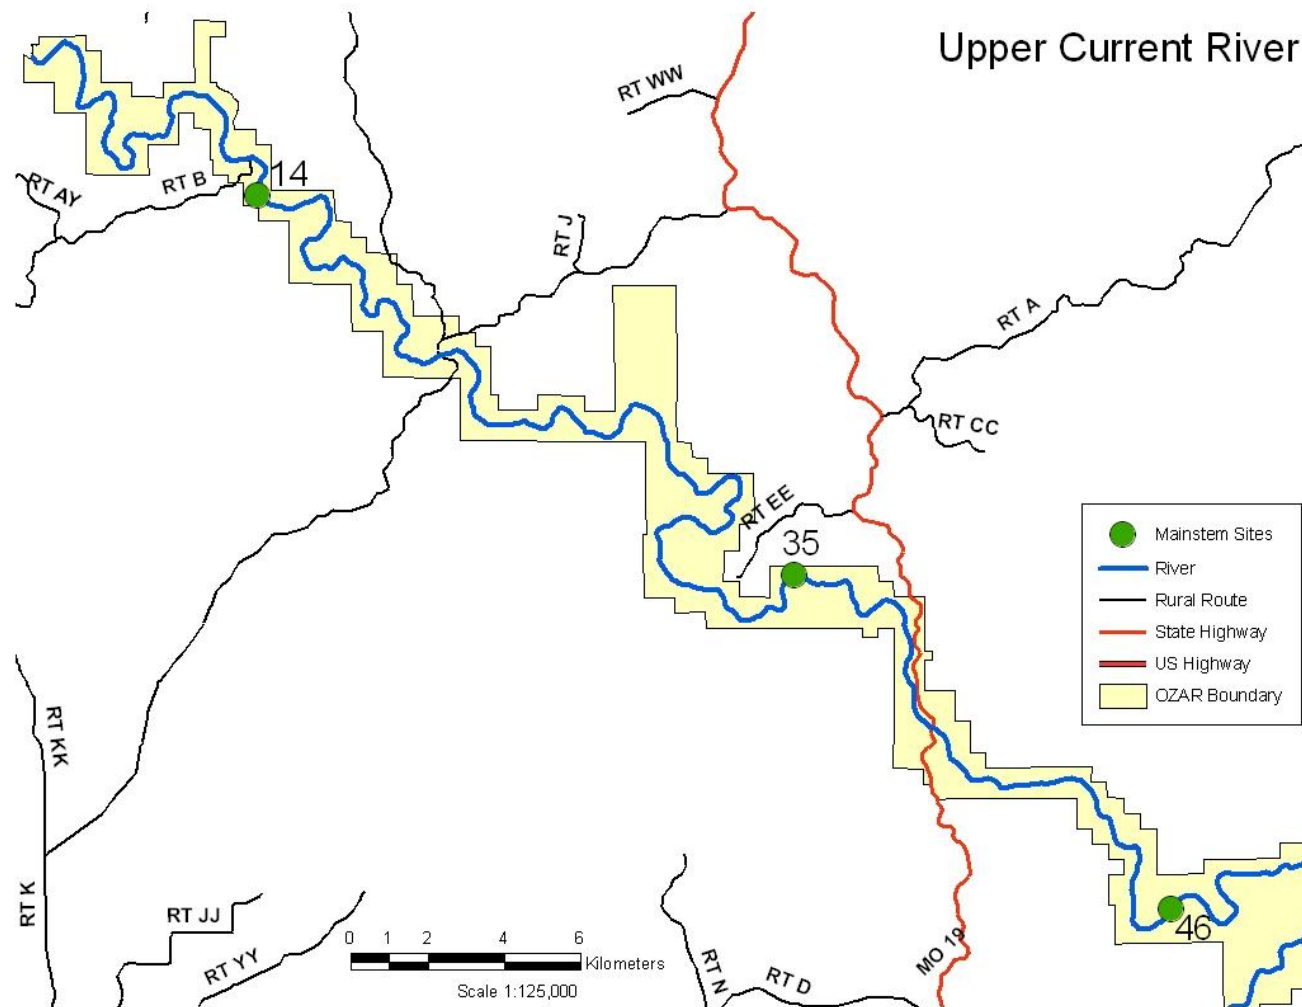 Upper Current River
RT WW
RT AY
RT B
14
RT J
RT A
RT CC
RT EE
35
Mainstem Sites
River
Rural Route
State Highway
US Highway
OZAR Boundary
RT KK
RT K
RT JJ
RT YY
0 1 2 4 6
Kilometers
Scale 1:125,000
RT N
RT D
MO 19
46